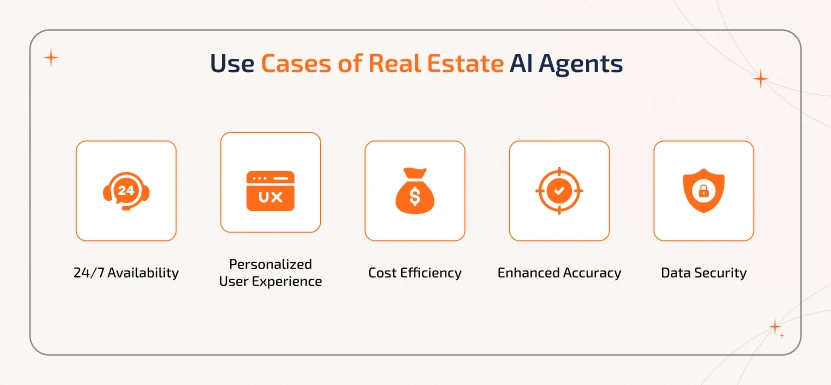 Use Cases of Real Estate AI Agents
24
UX
$
24/7 Availability
Personalized
User Experience
Cost Efficiency
Enhanced Accuracy
Data Security